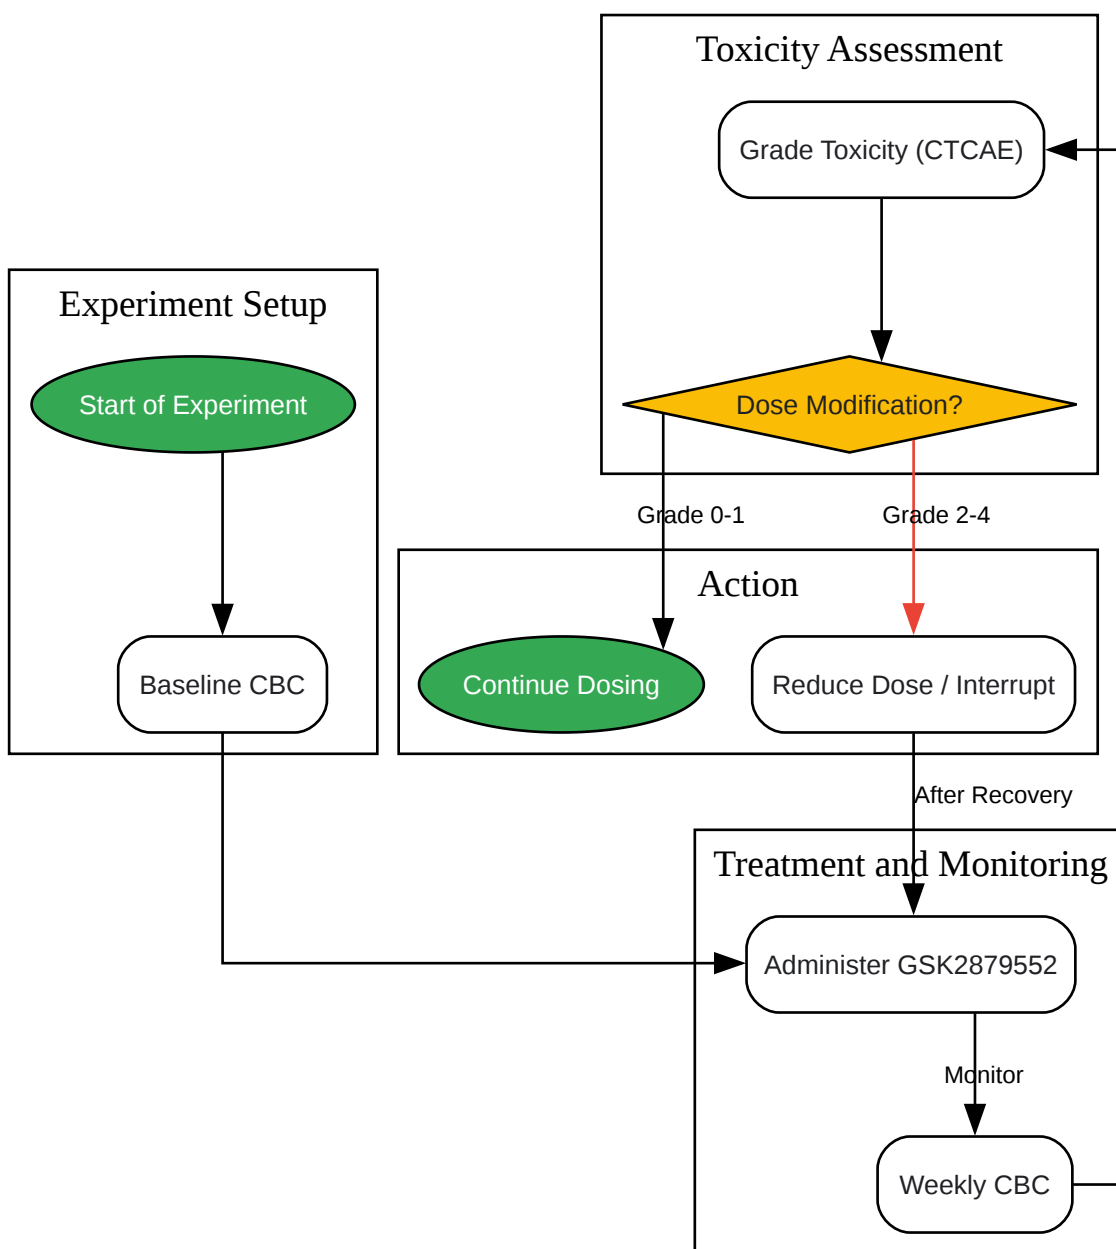 Toxicity Assessment
Grade Toxicity (CTCAE)
Experiment Setup
Start of Experiment
Dose Modification?
Grade 0-1
Grade 2-4
Action
Baseline CBC
Continue Dosing
Reduce Dose / Interrupt
After Recovery
Treatment and Monitoring
Administer GSK2879552
Monitor
Weekly CBC